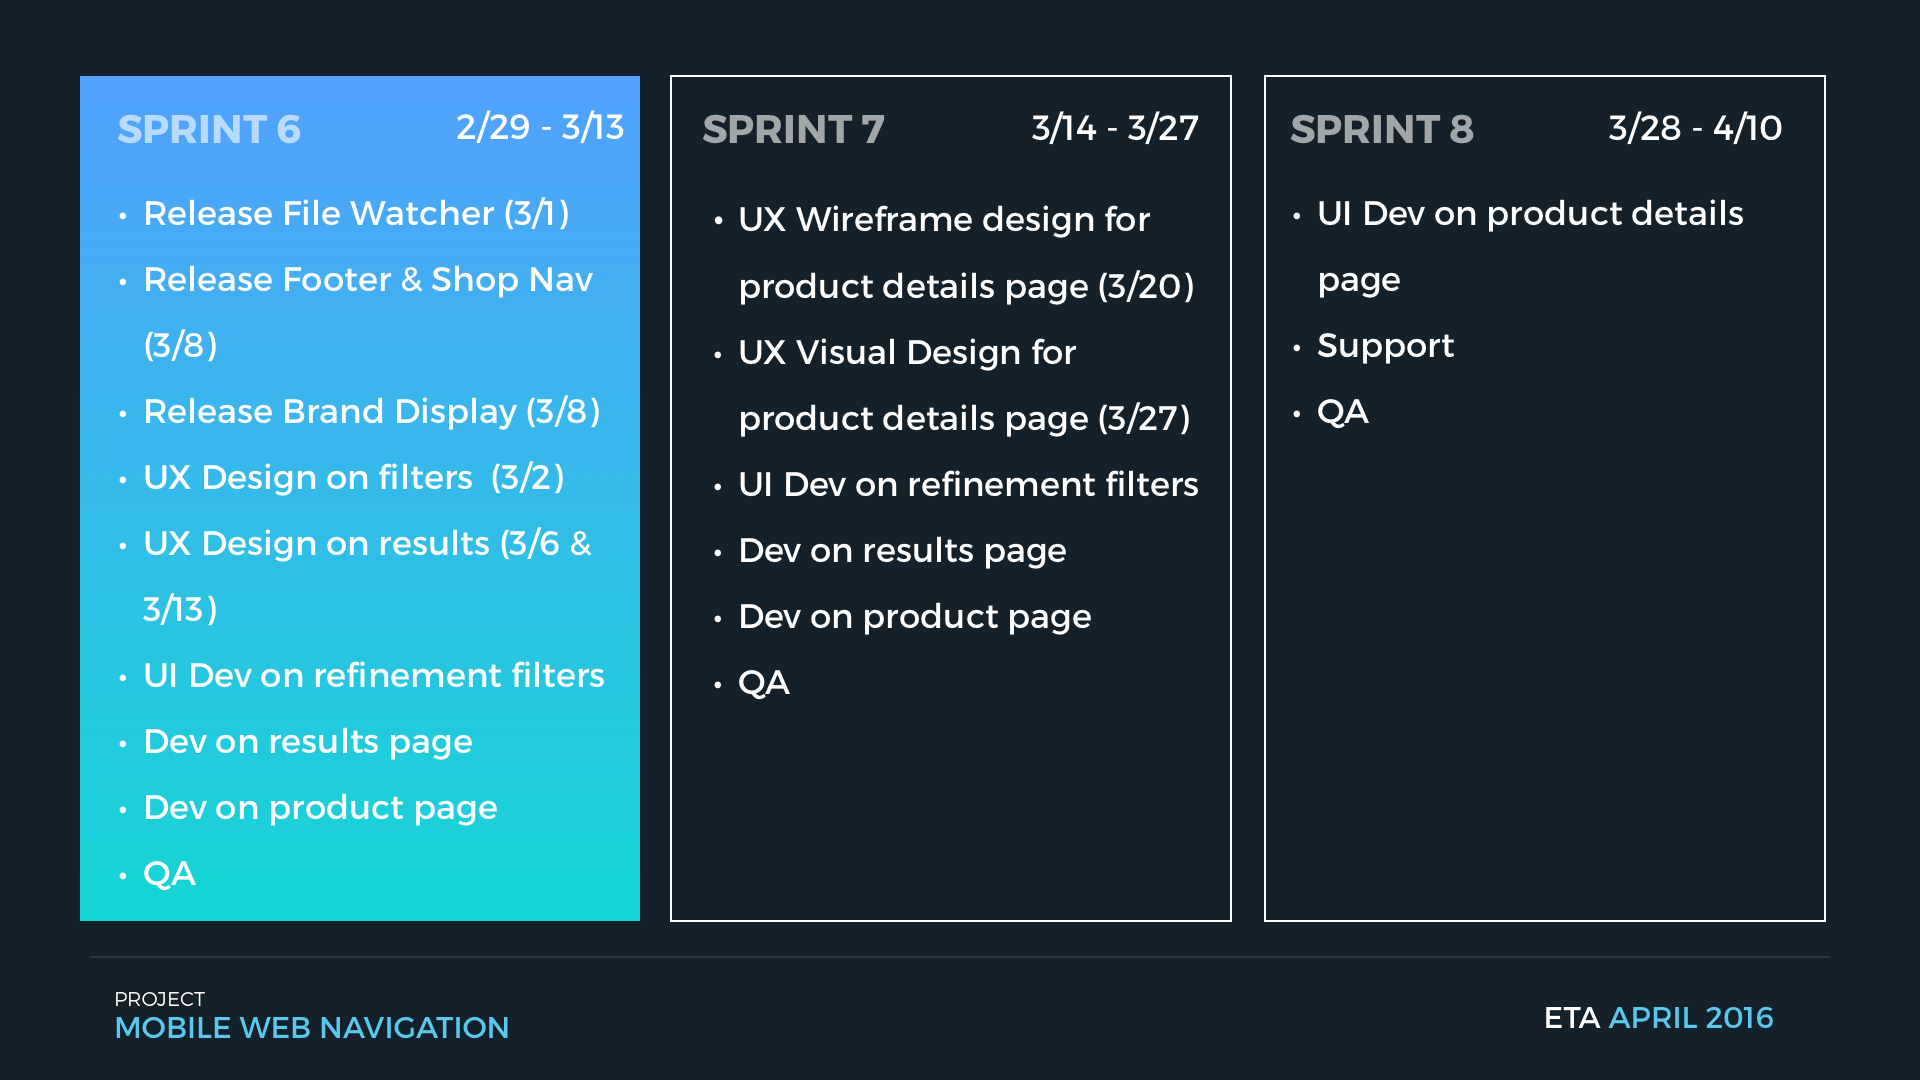 SPRINT 6 2/29 - 3/13
• Release File Watcher (3/1)
• Release Footer & Shop Nav
(3/8)
• Release Brand Display (3/8)
• UX Design on filters  (3/2)
• UX Design on results (3/6 &
3/13)
• UI Dev on refinement filters
• Dev on results page
• Dev on product page
• QA
SPRINT 7 3/14 - 3/27
• UX Wireframe design for
product details page (3/20)
• UX Visual Design for
product details page (3/27)
• UI Dev on refinement filters
• Dev on results page
• Dev on product page
• QA
SPRINT 8 3/28 - 4/10
• UI Dev on product details
page
• Support
• QA
PROJECT
MOBILE WEB NAVIGATION
ETA APRIL 2016